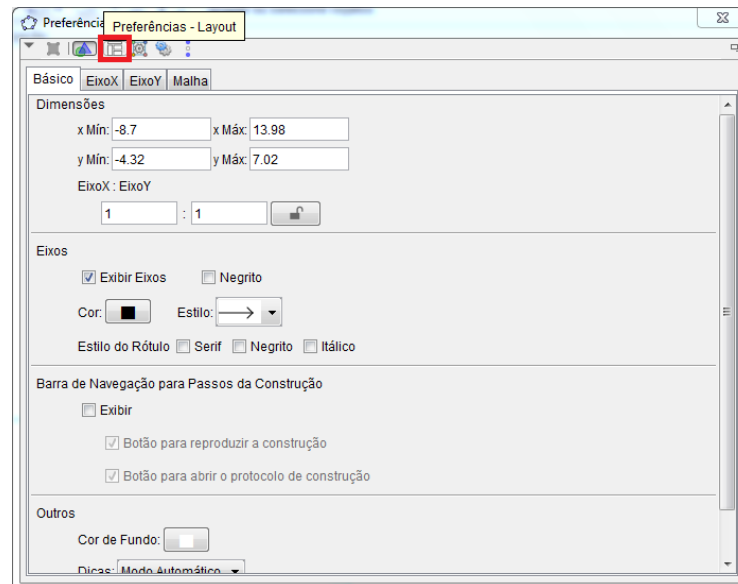 Preferência
Preferências - Layout
Básico EixoX EixoY Malha
Dimensões
x Mín: -8.7 x Máx: 13.98
y Mín: -4.32 y Máx: 7.02
EixoX : EixoY
1 : 1
Eixos
Exibir Eixos Negrito
Cor: Estilo:
Estilo do Rótulo Serif Negrito Itálico
Barra de Navegação para Passos da Construção
Exibir
Botão para reproduzir a construção
Botão para abrir o protocolo de construção
Outros
Cor de Fundo:
Dicas: Modo Automático